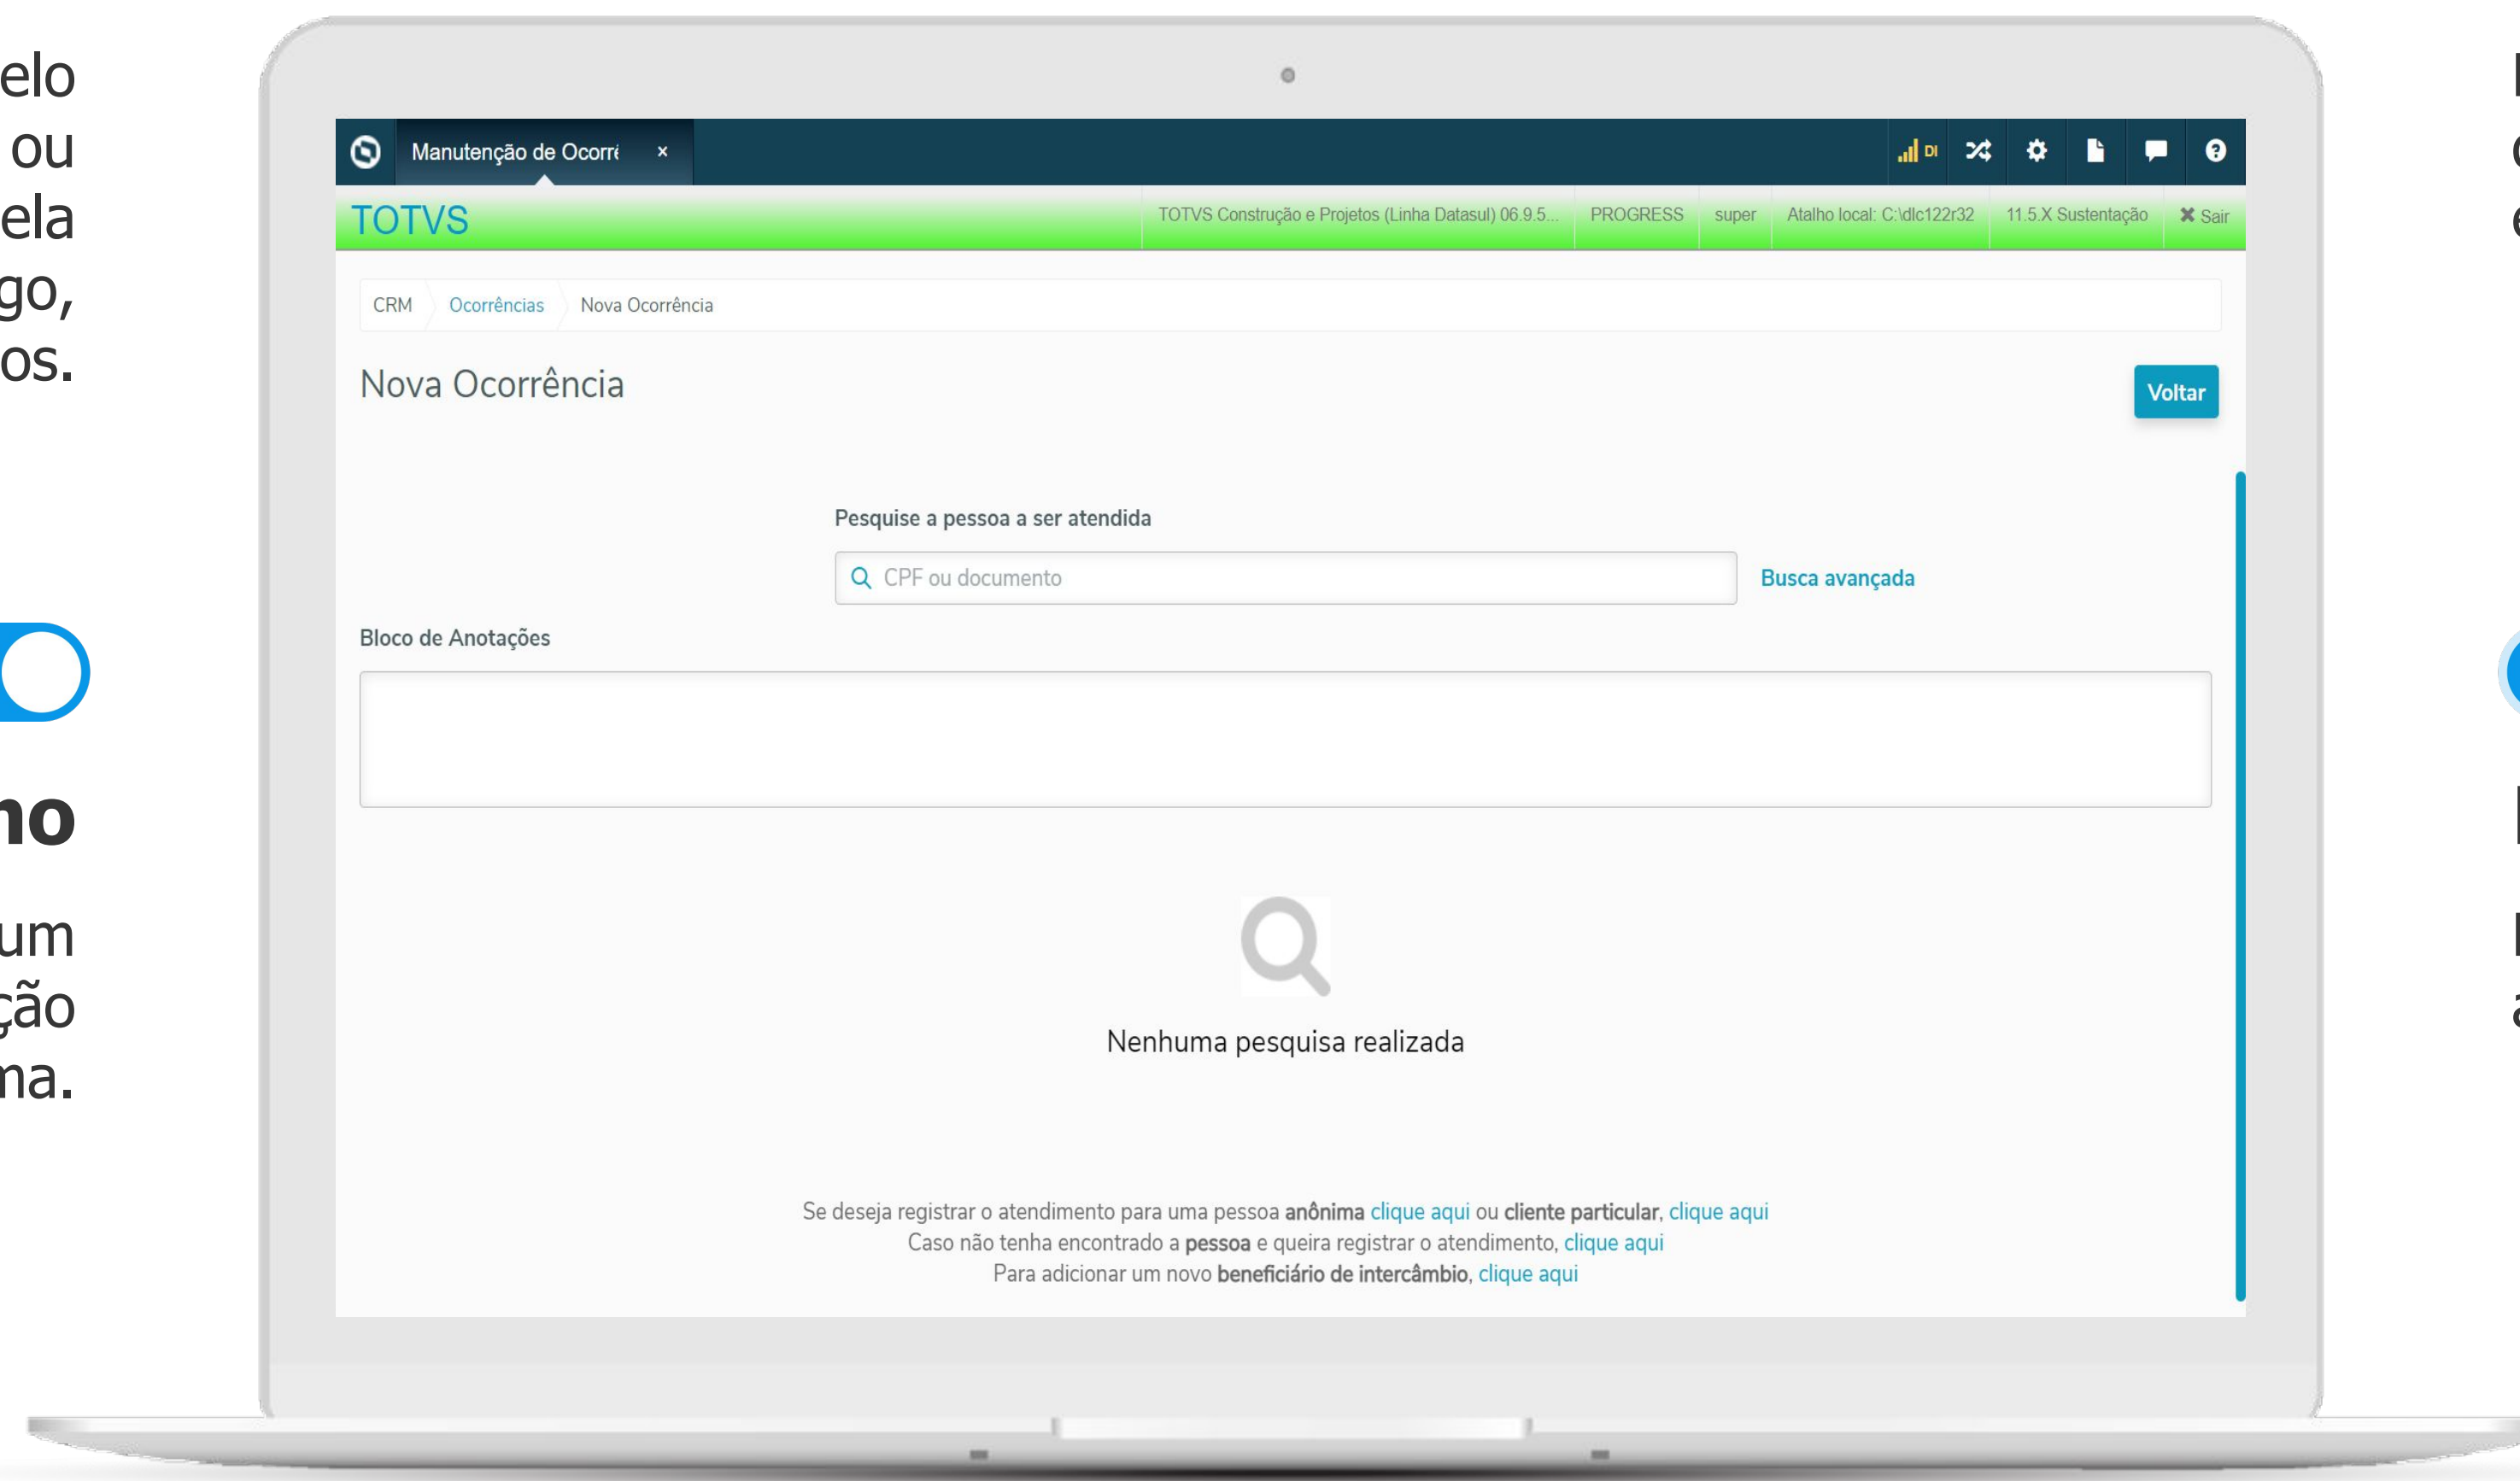 elo
ou
ela
go,
os.
no
um
ção
ma.
Manutenção de Ocorrê ×
DI
TOTVS
TOTVS Construção e Projetos (Linha Datasul) 06.9.5... PROGRESS super Atalho local: C:\dlc122r32 11.5.X Sustentação Sair
CRM Ocorrências Nova Ocorrência
Nova Ocorrência
Voltar
Pesquise a pessoa a ser atendida
CPF ou documento
Busca avançada
Bloco de Anotações
Nenhuma pesquisa realizada
Se deseja registrar o atendimento para uma pessoa anônima clique aqui ou cliente particular, clique aqui
Caso não tenha encontrado a pessoa e queira registrar o atendimento, clique aqui
Para adicionar um novo beneficiário de intercâmbio, clique aqui